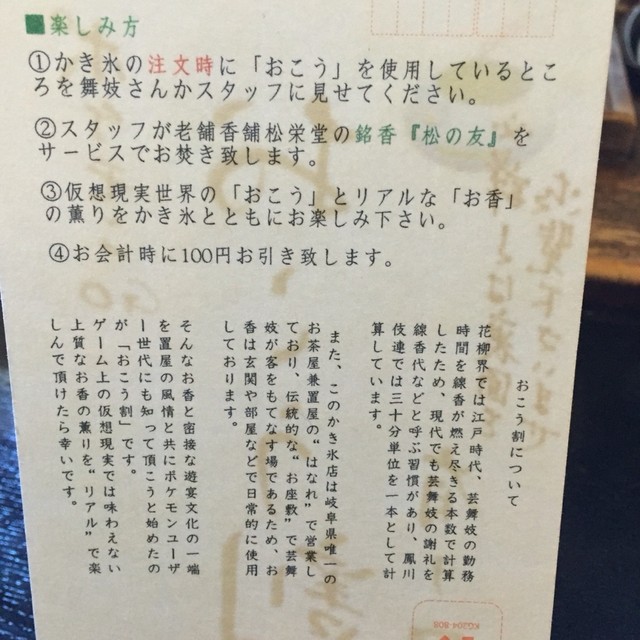 ■楽しみ方
①かき氷の注文時に「おこう」を使用しているとこ
ろを舞妓さんかスタッフに見せてください。
②スタッフが老舗香舗松栄堂の銘香『松の友』を
サービスでお焚き致します。
③仮想現実世界の「おこう」とリアルな「お香」
の薫りをかき氷とともにお楽しみ下さい。
④お会計時に100円お引き致します。
おこう割について
花柳界では江戸時代、芸舞妓の勤務
時間を線香が燃え尽きる本数で計算
したため、現代でも芸舞妓の謝礼を
線香代などと呼ぶ習慣があり、鳳川
伎連では三十分単位を一本として計
算しています。
また、このかき氷店は岐阜県唯一の
お茶屋兼置屋の“はなれ”で営業し
ており、伝統的な“お座敷”で芸舞
妓が客をもてなす場であるため、お
香は玄関や部屋などで日常的に使用
しております。
そんなお香と密接な遊宴文化の一端
を置屋の風情と共にポケモンユーザ
ー世代にも知って頂こうと始めたの
が「おこう割」です。
ゲーム上の仮想現実では味わえない
上質なお香の薫りを“リアル”で楽
しんで頂けたら幸いです。
KG204-808